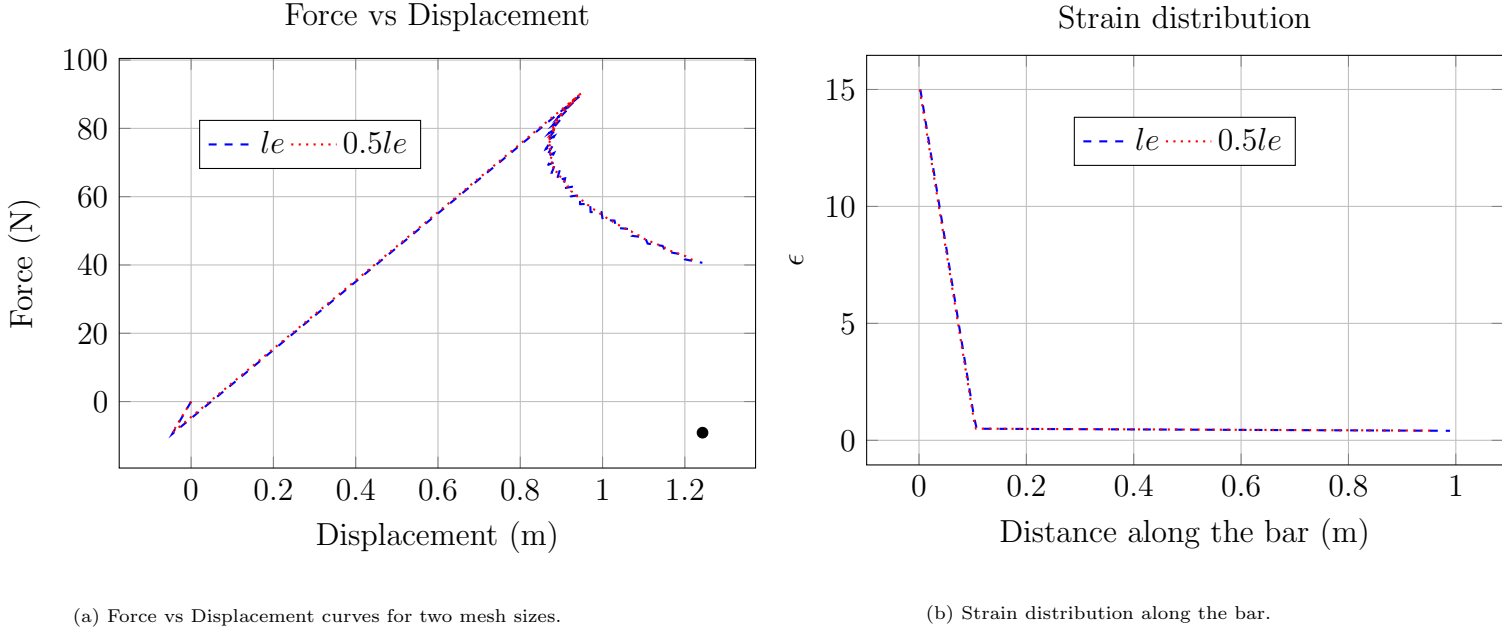 Force vs Displacement
100
80
60
40
20
0
Force (N)
le 0.5le
0 0.2 0.4 0.6 0.8 1 1.2
Displacement (m)
(a) Force vs Displacement curves for two mesh sizes.
Strain distribution
15
10
5
0
ϵ
le 0.5le
0 0.2 0.4 0.6 0.8 1
Distance along the bar (m)
(b) Strain distribution along the bar.